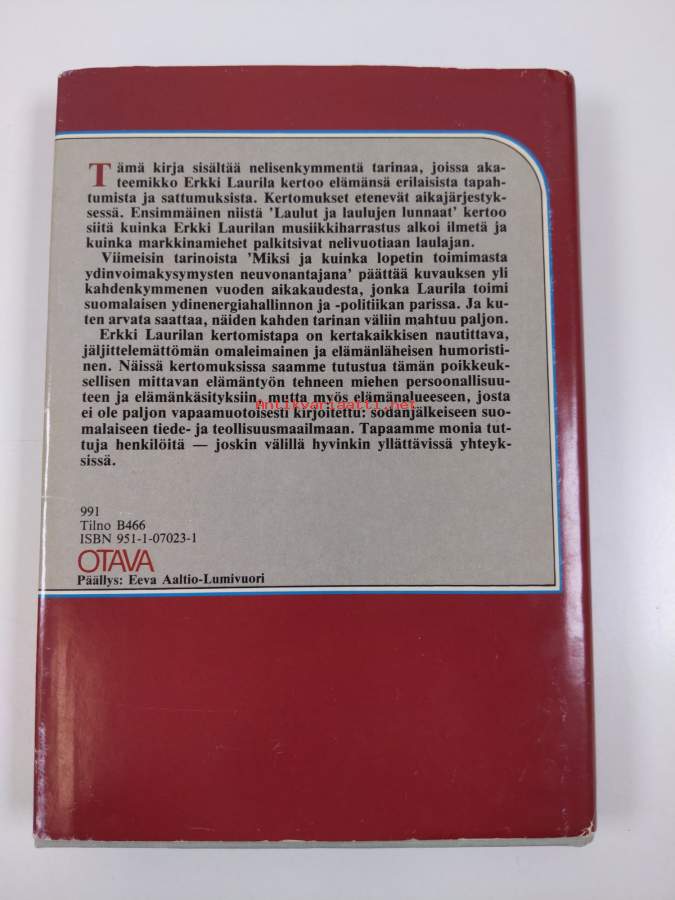 Tämä kirja sisältää nelisenkymmentä tarinaa, joissa aka-
teemikko Erkki Laurila kertoo elämänsä erilaisista tapah-
tumista ja sattumuksista. Kertomukset etenevät aikajärjestyk-
sessä. Ensimmäinen niistä 'Laulut ja laulujen lunnaat' kertoo
siitä kuinka Erkki Laurilan musiikkiharrastus alkoi ilmetä ja
kuinka markkinamiehet palkitsivat nelivuotiaan laulajan.
Viimeisin tarinoista 'Miksi ja kuinka lopetin toimimasta
ydinvoimakysymysten neuvonantajana' päättää kuvauksen yli
kahdenkymmenen vuoden aikakaudesta, jonka Laurila toimi
suomalaisen ydinenergiahallinnon ja -politiikan parissa. Ja ku-
ten arvata saattaa, näiden kahden tarinan väliin mahtuu paljon.
Erkki Laurilan kertomistapa on kertakaikkisen nautittava,
jäljittelemättömän omaleimainen ja elämänläheisen humoristi-
nen. Näissä kertomuksissa saamme tutustua tämän poikkeuk-
sellisen mittavan elämäntyön tehneen miehen persoonallisuu-
teen ja elämänkäsityksiin, mutta myös elämänalueeseen, josta
Antikvariaatti.net
ei ole paljon vapaamuotoisesti kirjoitettu: sodanjälkeiseen suo-
malaiseen tiede- ja teollisuusmaailmaan. Tapaamme monia tut-
tuja henkilöitä — joskin välillä hyvinkin yllättävissä yhteyk-
sissä.
991
Tilno B466
ISBN 951-1-07023-1
OTAVA
Päällys: Eeva Aaltio-Lumivuori